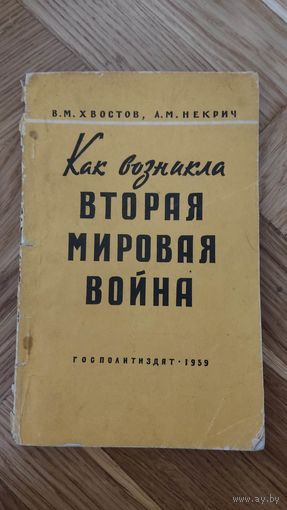 В.М.ХВОСТОВ, А.М.НЕКРИЧ
Как возникла
ВТОРАЯ
МИРОВАЯ
ВОЙНА
ГОСПОЛИТИЗДАТ · 1959
www.ay.by